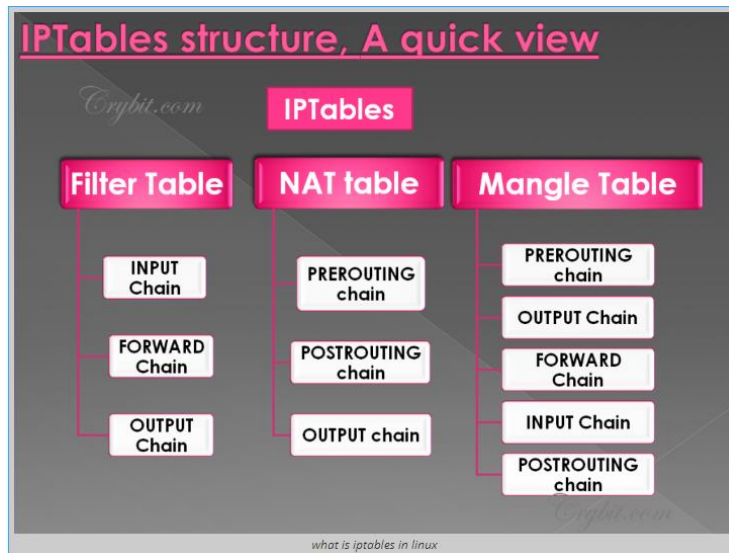 IPTables structure, A quick view
Crybit.com
IPTables
Filter Table
INPUT
Chain
FORWARD
Chain
OUTPUT
Chain
NAT table
PREROUTING
chain
POSTROUTING
chain
OUTPUT chain
Mangle Table
PREROUTING
chain
OUTPUT Chain
FORWARD
Chain
INPUT Chain
POSTROUTING
chain
Crybit.com
what is iptables in linux